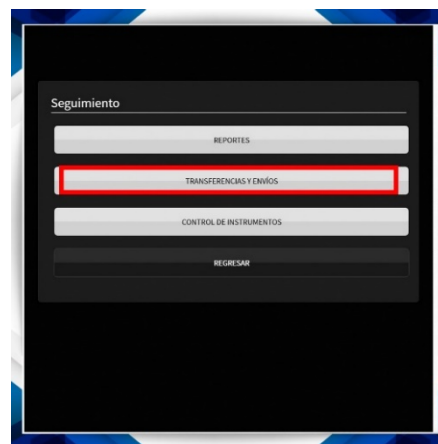 Seguimiento
REPORTES
TRANSFERENCIAS Y ENVÍOS
CONTROL DE INSTRUMENTOS
REGRESAR